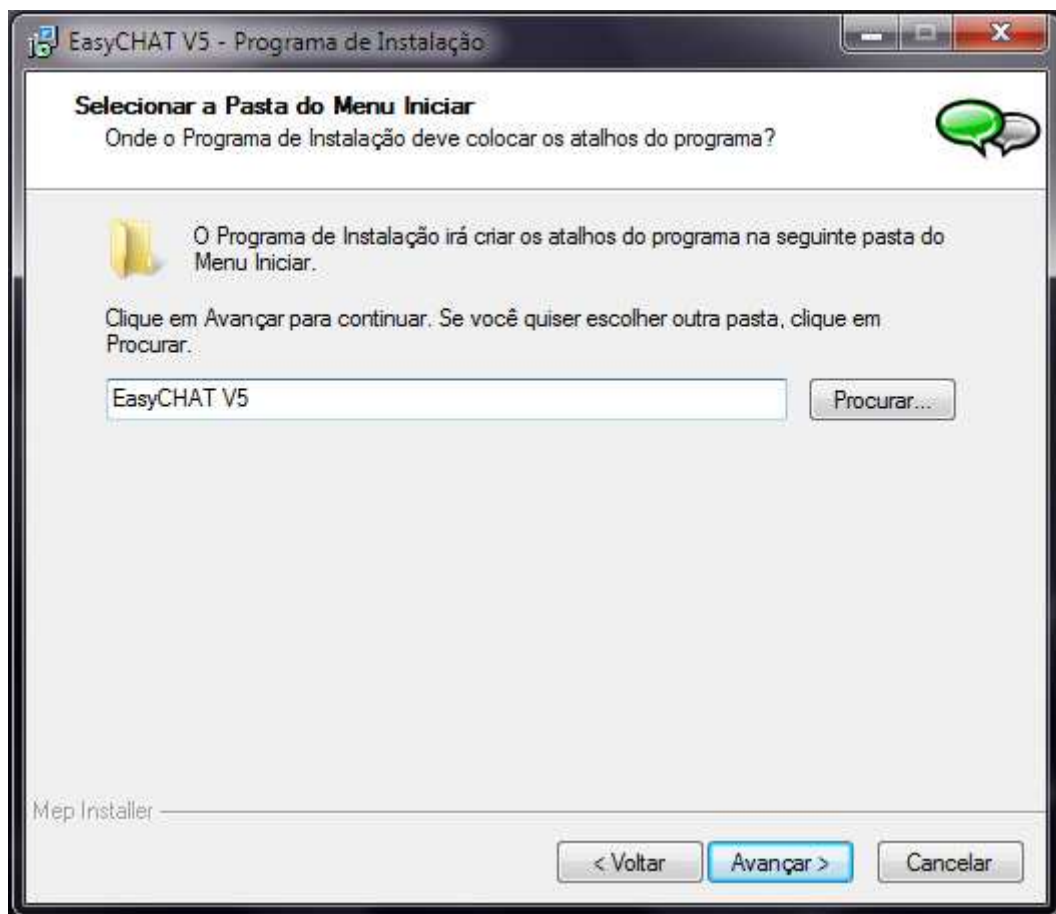 EasyCHAT V5 - Programa de Instalação
Selecionar a Pasta do Menu Iniciar
Onde o Programa de Instalação deve colocar os atalhos do programa?
O Programa de Instalação irá criar os atalhos do programa na seguinte pasta do
Menu Iniciar.
Clique em Avançar para continuar. Se você quiser escolher outra pasta, clique em
Procurar.
EasyCHAT V5
Procurar...
Mep Installer
< Voltar
Avançar >
Cancelar